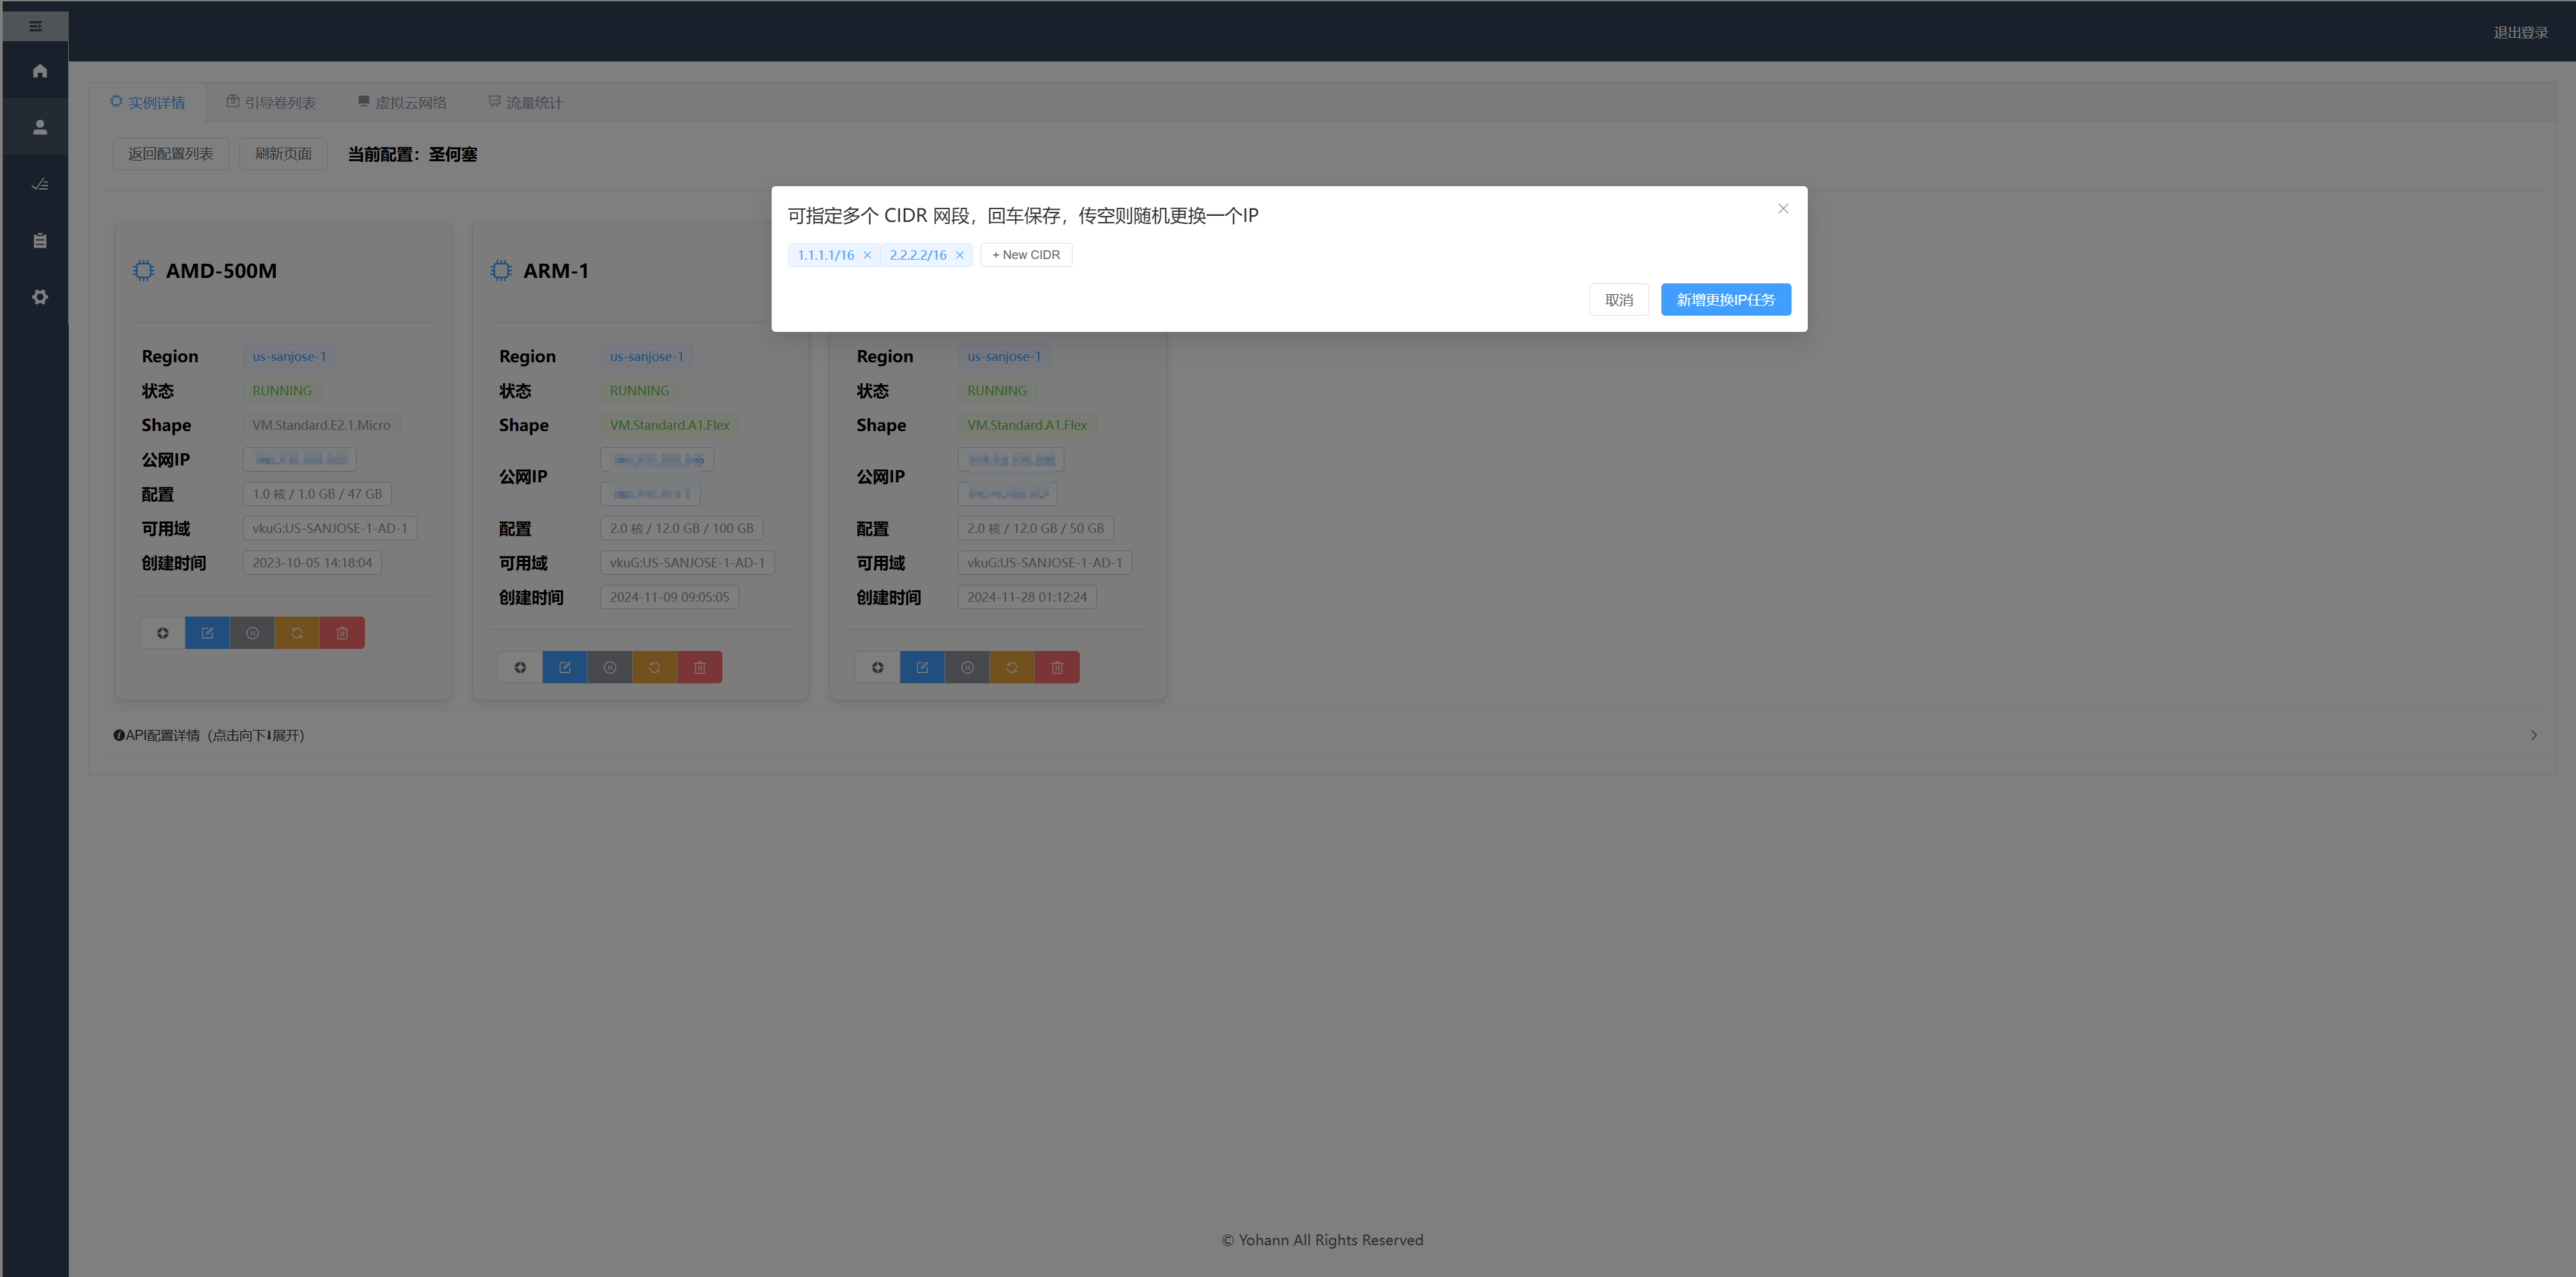 退出登录
实例详情 引导卷列表 虚拟云网络 流量统计
返回配置列表 刷新页面 当前配置：圣何塞
可指定多个 CIDR 网段，回车保存，传空则随机更换一个IP
1.1.1.1/16 2.2.2.2/16 + New CIDR
取消 新增更换IP任务
AMD-500M
Region us-sanjose-1
状态 RUNNING
Shape VM.Standard.E2.1.Micro
公网IP
配置 1.0 核 / 1.0 GB / 47 GB
可用域 vkuG:US-SANJOSE-1-AD-1
创建时间 2023-10-05 14:18:04
ARM-1
Region us-sanjose-1
状态 RUNNING
Shape VM.Standard.A1.Flex
公网IP
配置 2.0 核 / 12.0 GB / 100 GB
可用域 vkuG:US-SANJOSE-1-AD-1
创建时间 2024-11-09 09:05:05
Region us-sanjose-1
状态 RUNNING
Shape VM.Standard.A1.Flex
公网IP
配置 2.0 核 / 12.0 GB / 50 GB
可用域 vkuG:US-SANJOSE-1-AD-1
创建时间 2024-11-28 01:12:24
API配置详情（点击向下⬇展开）
© Yohann All Rights Reserved